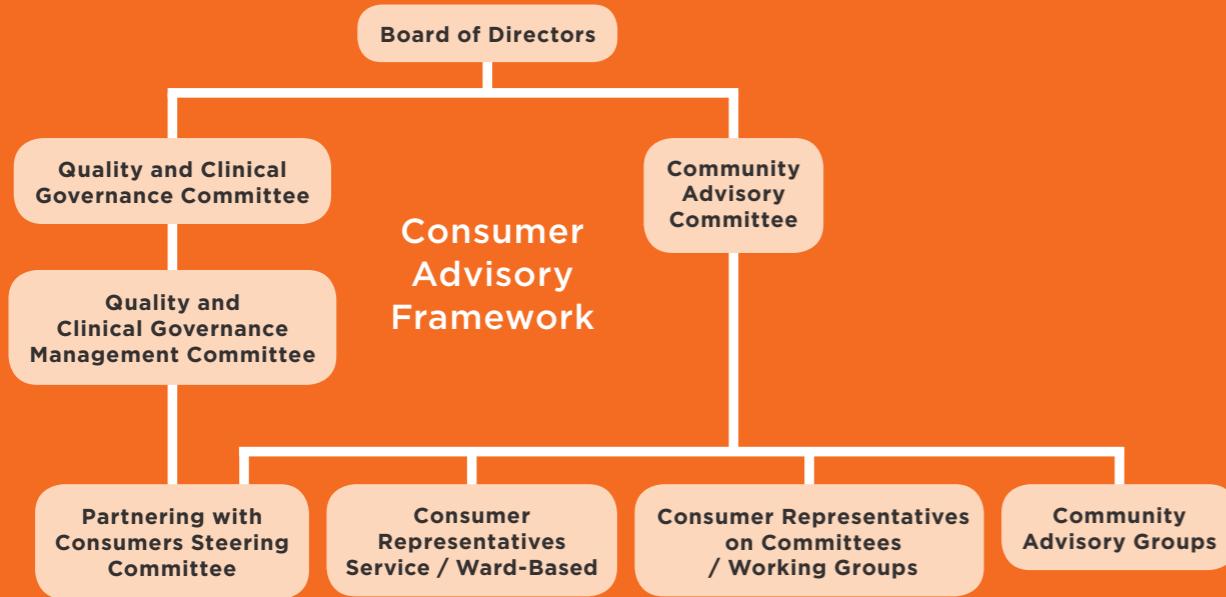 Board of Directors
Quality and Clinical
Governance Committee
Community
Advisory
Committee
Consumer
Advisory
Framework
Quality and
Clinical Governance
Management Committee
Partnering with
Consumers Steering
Committee
Consumer
Representatives
Service / Ward-Based
Consumer Representatives
on Committees
/ Working Groups
Community
Advisory Groups